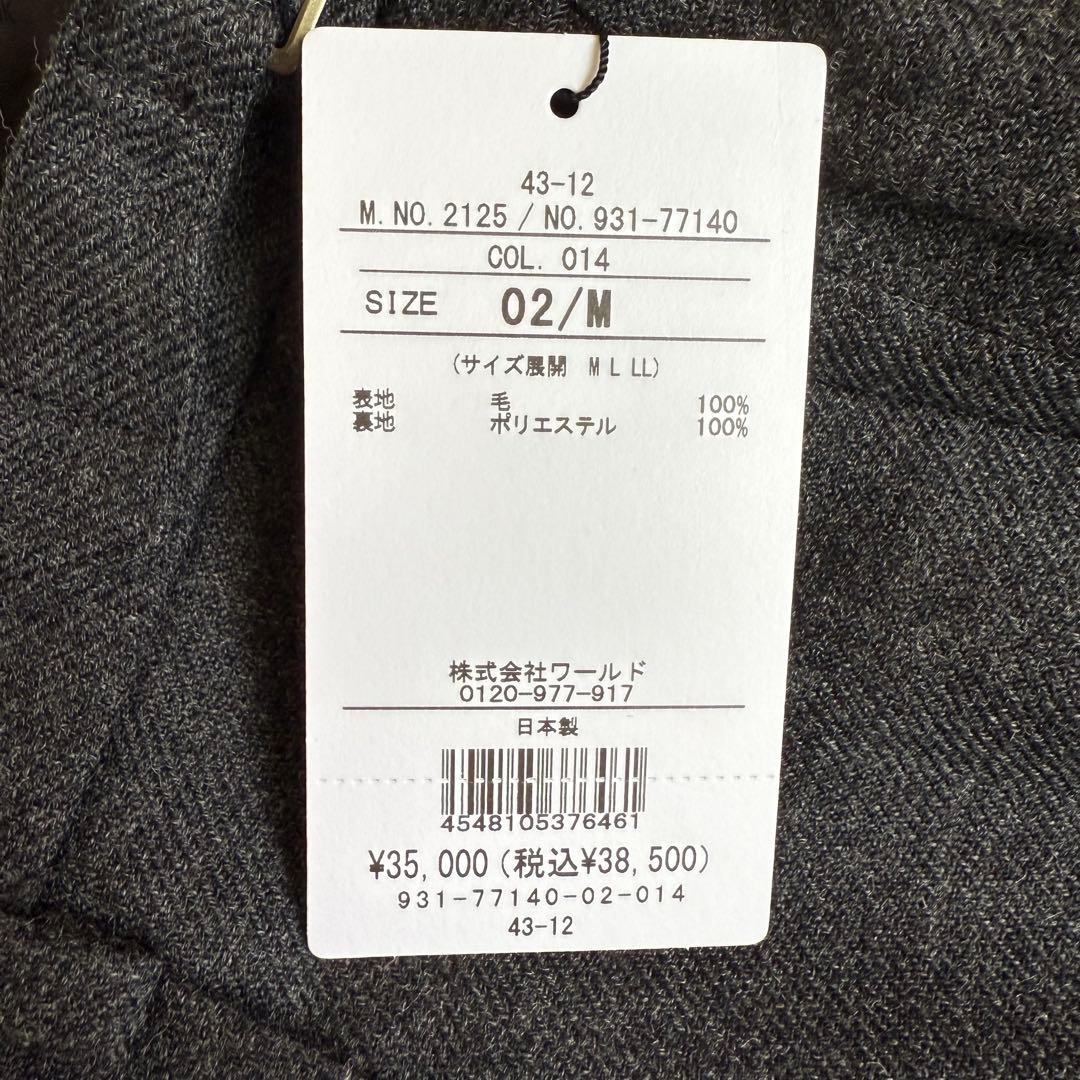 43-12
M.NO.2125 / NO.931-77140
COL. 014
SIZE 02/M
(サイズ展開 M L LL)
表地 毛 100%
裏地 ポリエステル 100%
株式会社ワールド
0120-977-917
日本製
4548105376461
¥35,000(税込¥38,500)
931-77140-02-014
43-12